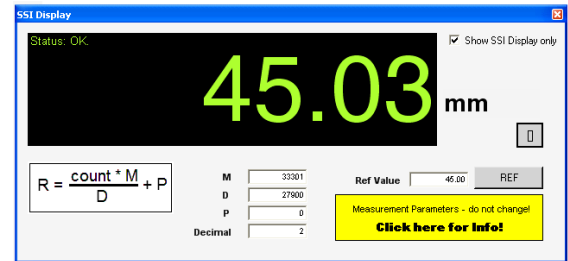 SSI Display
Status: OK.
Show SSI Display only
45.03 mm
R = count * M / D + P
M 33301
D 27900
P 0
Decimal 2
Ref Value 45.00 REF
Measurement Parameters - do not change!
Click here for Info!